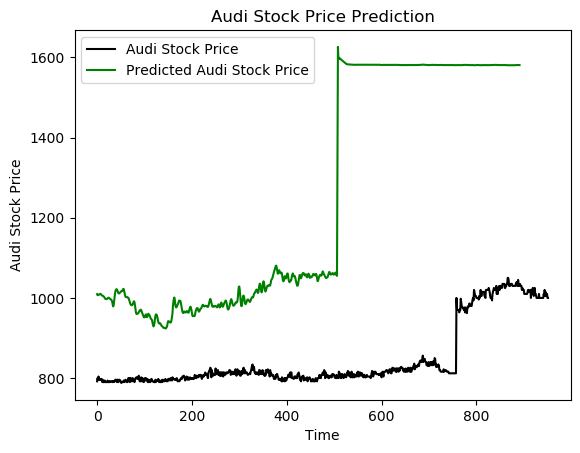 Audi Stock Price Prediction
Audi Stock Price
Predicted Audi Stock Price
Audi Stock Price
1600
1400
1200
1000
800
0
200
400
600
800
Time